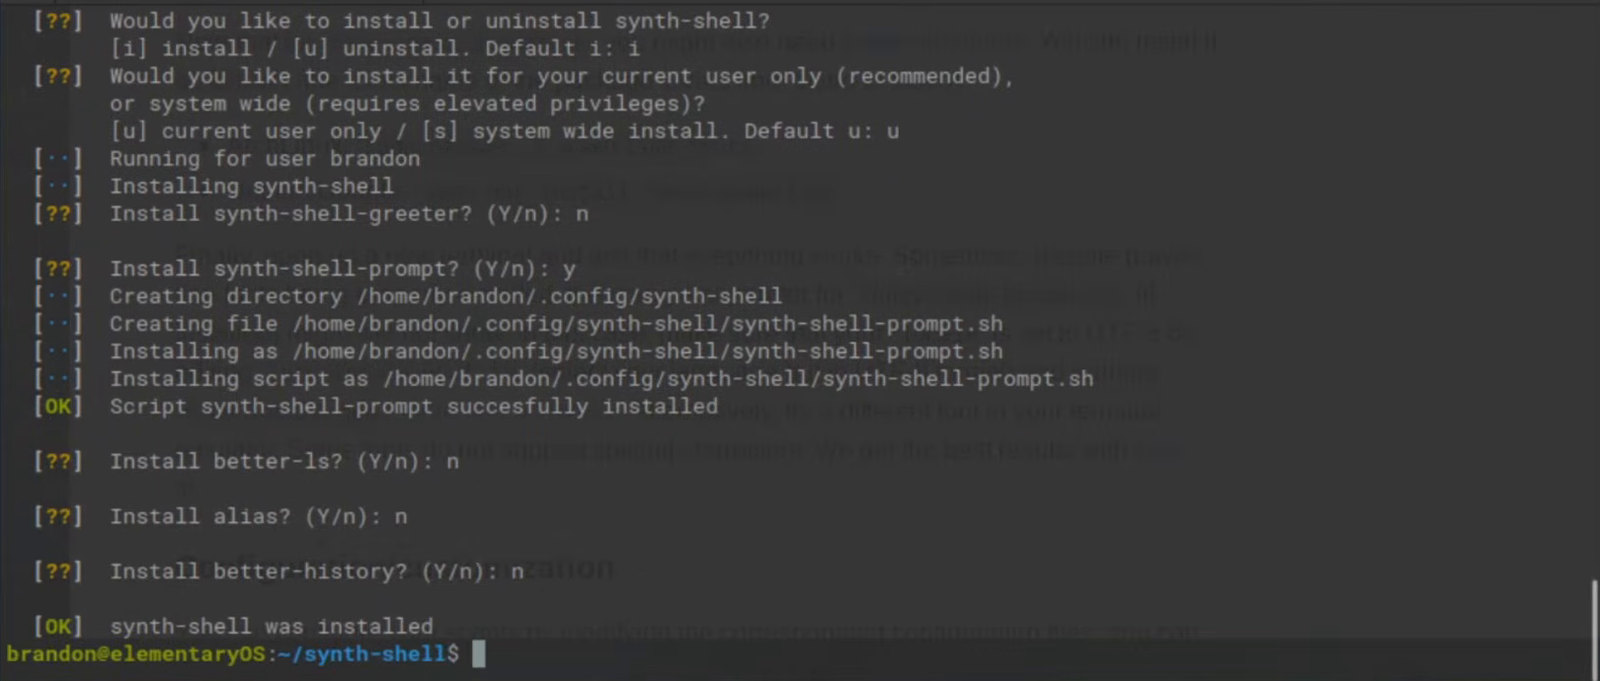 [??] Would you like to install or uninstall synth-shell?
[i] install / [u] uninstall. Default i: i
[??] Would you like to install it for your current user only (recommended),
or system wide (requires elevated privileges)?
[u] current user only / [s] system wide install. Default u: u
[··] Running for user brandon
[··] Installing synth-shell
[??] Install synth-shell-greeter? (Y/n): n
[??] Install synth-shell-prompt? (Y/n): y
[··] Creating directory /home/brandon/.config/synth-shell
[··] Creating file /home/brandon/.config/synth-shell/synth-shell-prompt.sh
[··] Installing as /home/brandon/.config/synth-shell/synth-shell-prompt.sh
[··] Installing script as /home/brandon/.config/synth-shell/synth-shell-prompt.sh
[OK] Script synth-shell-prompt succesfully installed
[??] Install better-ls? (Y/n): n
[??] Install alias? (Y/n): n
[??] Install better-history? (Y/n): n
[OK] synth-shell was installed
brandon@elementaryOS:~/synth-shell$